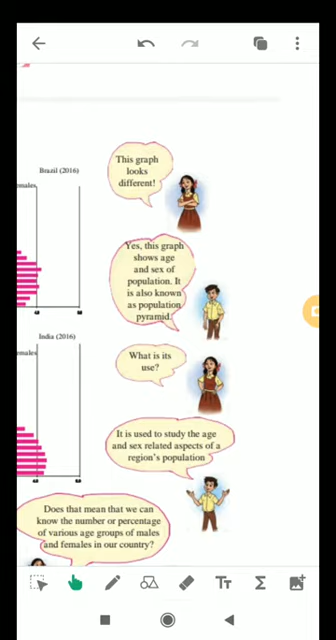 Brazil (2016)
emales
This graph
looks
different!
Yes, this graph
shows age
and sex of
population. It
is also known
as population
pyramid.
India (2016)
emales
What is its
use?
It is used to study the age
and sex related aspects of a
region's population
Does that mean that we can
know the number or percentage
of various age groups of males
and females in our country?
Tт
Σ